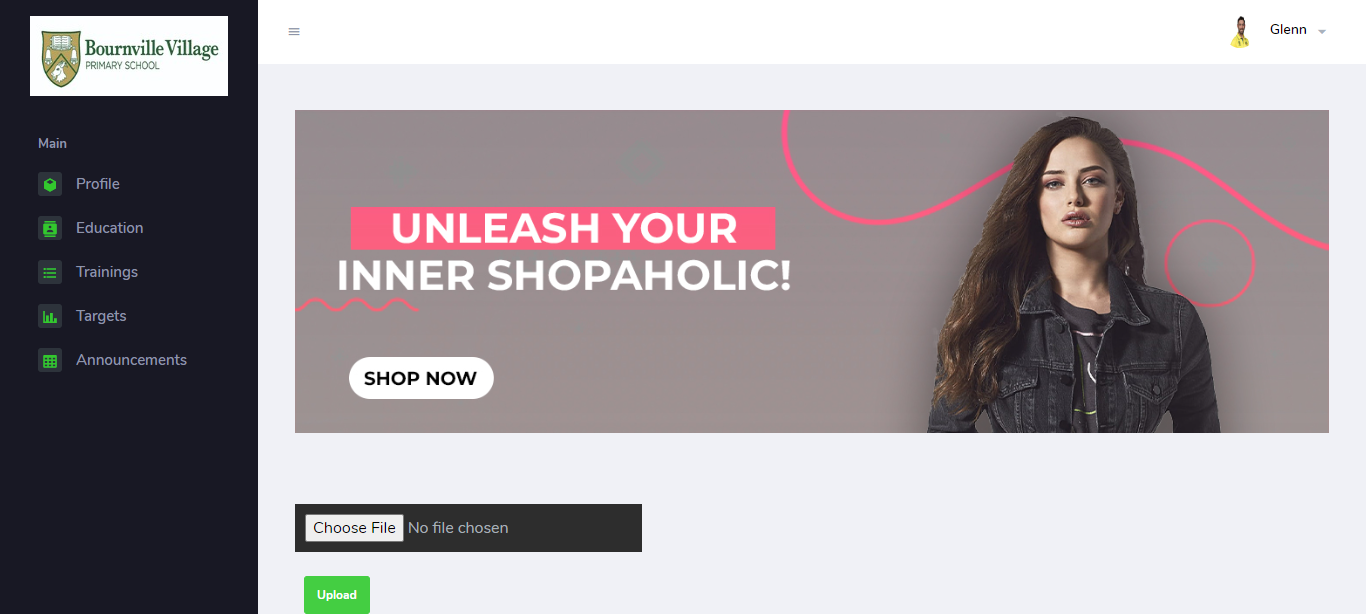 Bournville Village
PRIMARY SCHOOL
Glenn
Main
Profile
Education
Trainings
Targets
Announcements
UNLEASH YOUR
INNER SHOPAHOLIC!
SHOP NOW
Choose File No file chosen
Upload